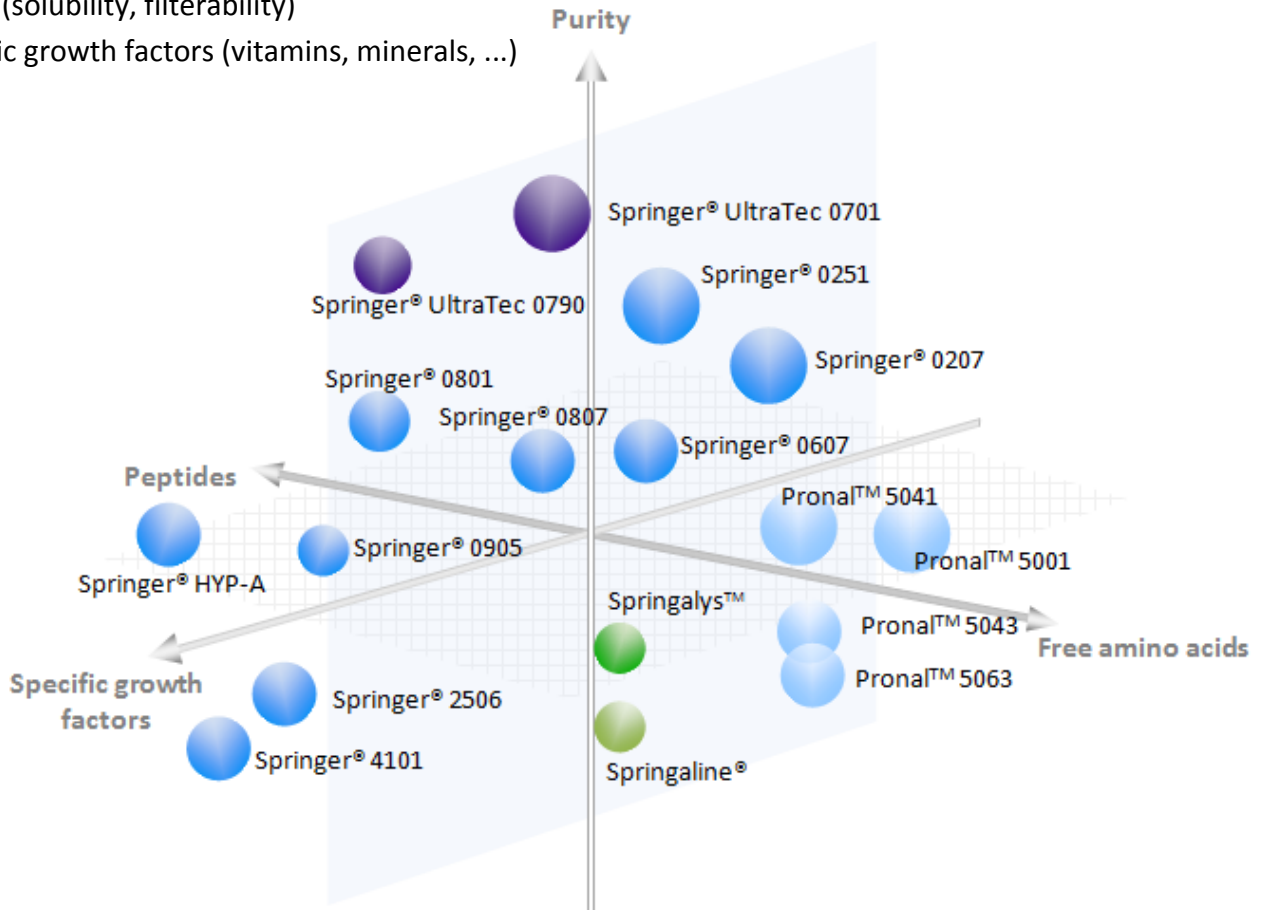 (solubility, filterability)
ic growth factors (vitamins, minerals, ...)
Purity
Springer® UltraTec 0701
Springer® 0251
Springer® UltraTec 0790
Springer® 0207
Springer® 0801
Springer® 0807
Springer® 0607
Peptides
Pronal™ 5041
Springer® 0905
Pronal™ 5001
Springer® HYP-A
Springalys™
Pronal™ 5043
Free amino acids
Specific growth
factors
Pronal™ 5063
Springer® 2506
Springer® 4101
Springaline®